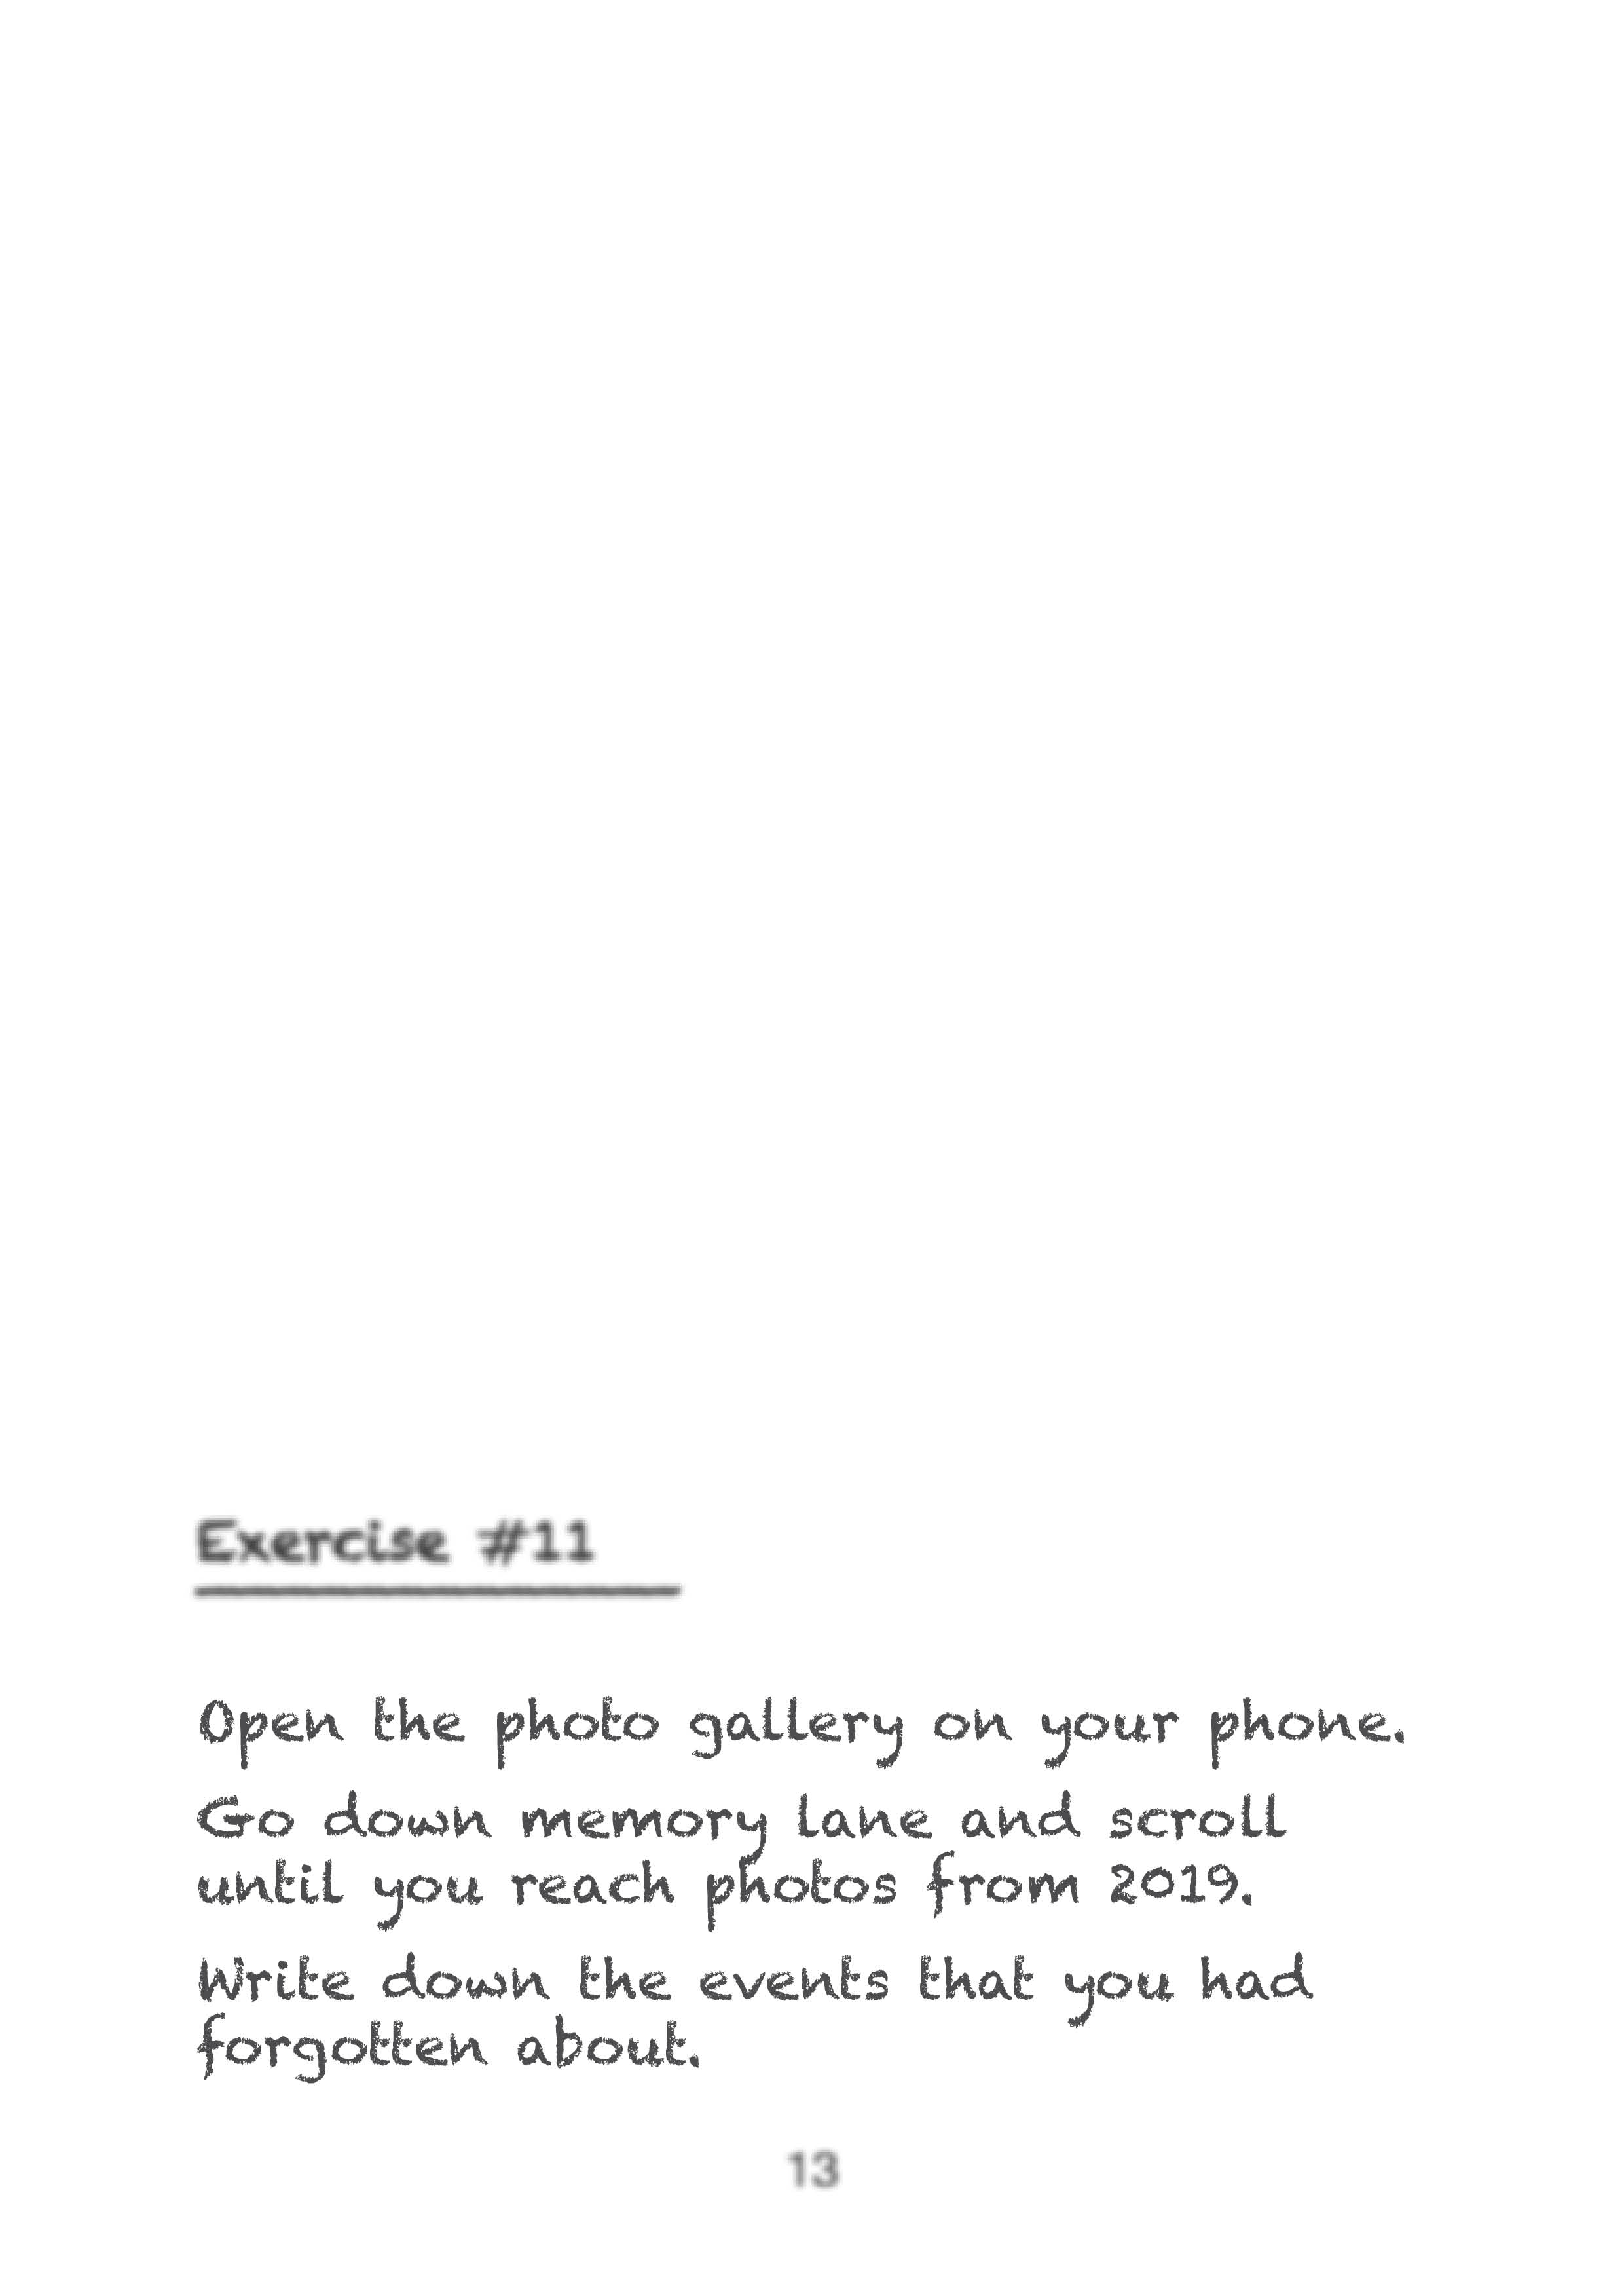 Exercise #11
Open the photo gallery on your phone.
Go down memory lane and scroll
until you reach photos from 2019.
Write down the events that you had
forgotten about.
13